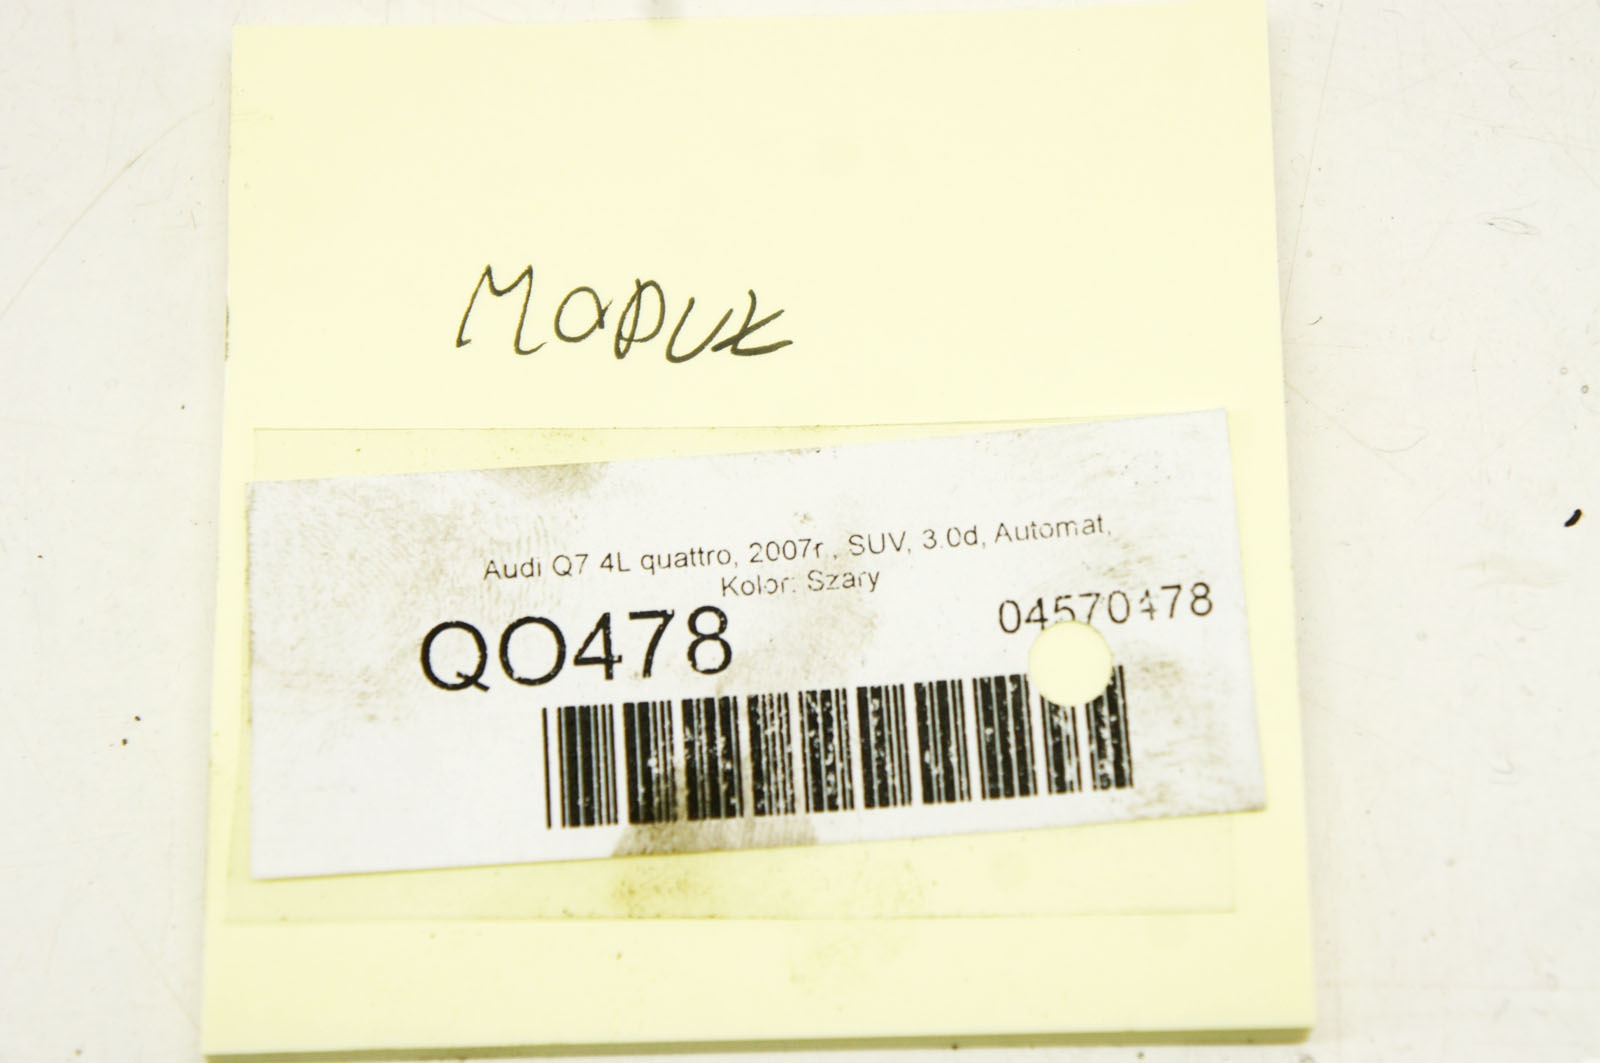 MODUŁ
Audi Q7 4L quattro, 2007r., SUV, 3.0d, Automat,
Kolor: Szary
QO478
04570478